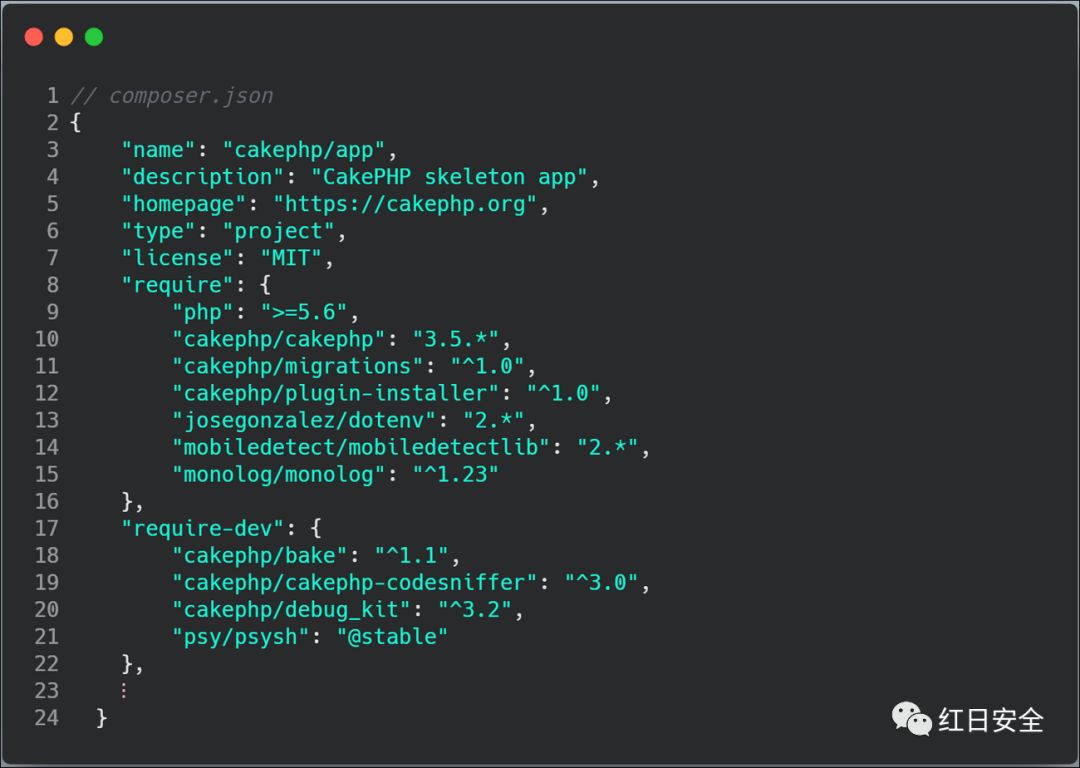 1 // composer.json
2 {
3     "name": "cakephp/app",
4     "description": "CakePHP skeleton app",
5     "homepage": "https://cakephp.org",
6     "type": "project",
7     "license": "MIT",
8     "require": {
9         "php": ">=5.6",
10         "cakephp/cakephp": "3.5.*",
11         "cakephp/migrations": "^1.0",
12         "cakephp/plugin-installer": "^1.0",
13         "josegonzalez/dotenv": "2.*",
14         "mobiledetect/mobiledetectlib": "2.*",
15         "monolog/monolog": "^1.23"
16     },
17     "require-dev": {
18         "cakephp/bake": "^1.1",
19         "cakephp/cakephp-codesniffer": "^3.0",
20         "cakephp/debug_kit": "^3.2",
21         "psy/psysh": "@stable"
22     },
23     ⋮
24   }
红日安全